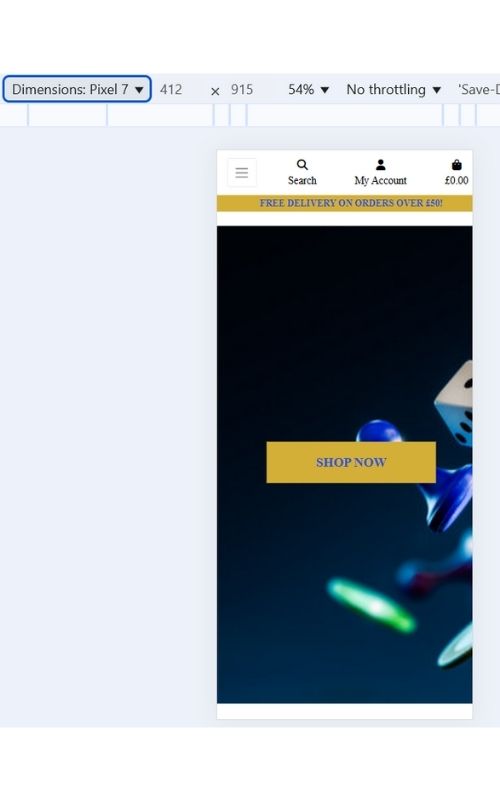 Dimensions: Pixel 7 ▼ 412 × 915 54% ▼ No throttling ▼ 'Save-D
Search My Account £0.00
FREE DELIVERY ON ORDERS OVER £50!
SHOP NOW